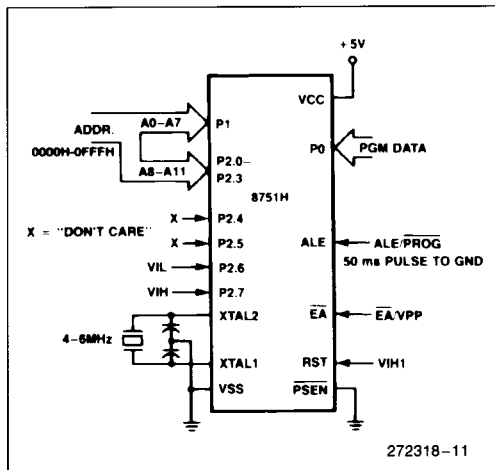 + 5V
VCC
A0–A7
P1
ADDR.
0000H-0FFFH
P0
PGM DATA
P2.0–
P2.3
A8–A11
8751H
X
P2.4
X = "DON'T CARE"
X
P2.5
ALE
ALE/PROG
50 ms PULSE TO GND
VIL
P2.6
VIH
P2.7
XTAL2
EA
EA/VPP
4–6MHz
XTAL1
RST
VIH1
VSS
PSEN
272318–11